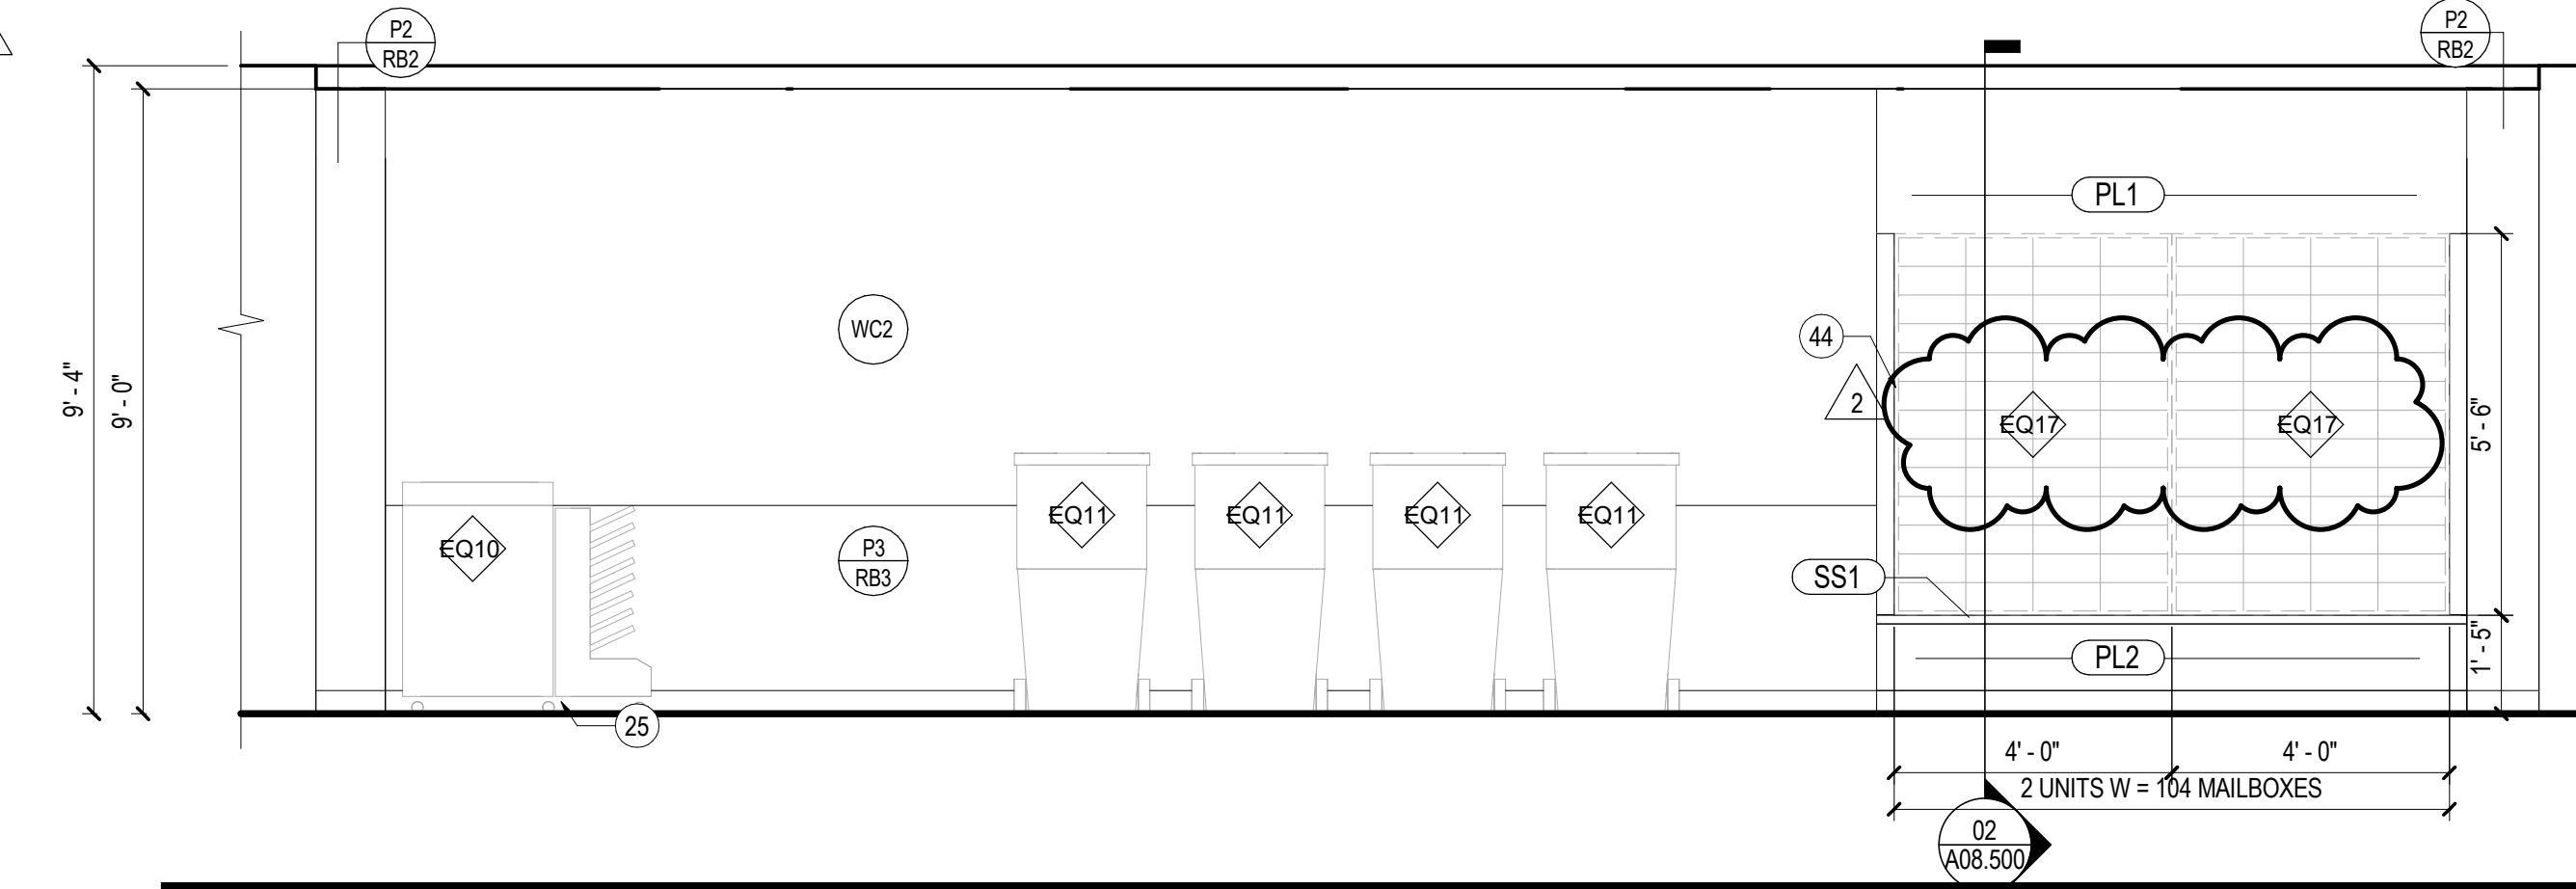 P2
RB2
P2
RB2
PL1
9' - 4"
9' - 0"
WC2
44
2
EQ17
EQ17
5' - 6"
EQ11
EQ11
EQ11
EQ11
EQ10
P3
RB3
SS1
PL2
1' - 5"
25
4' - 0"
4' - 0"
2 UNITS W = 104 MAILBOXES
02
A08.500